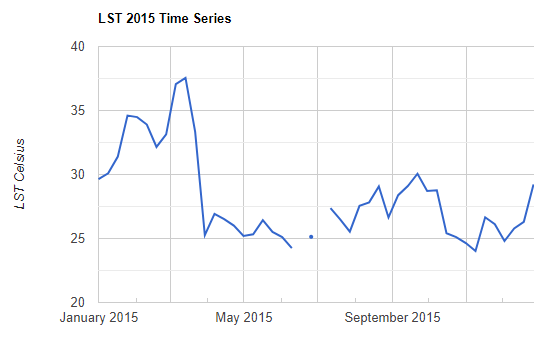 LST 2015 Time Series
40
35
30
25
20
LST Celsius
January 2015
May 2015
September 2015